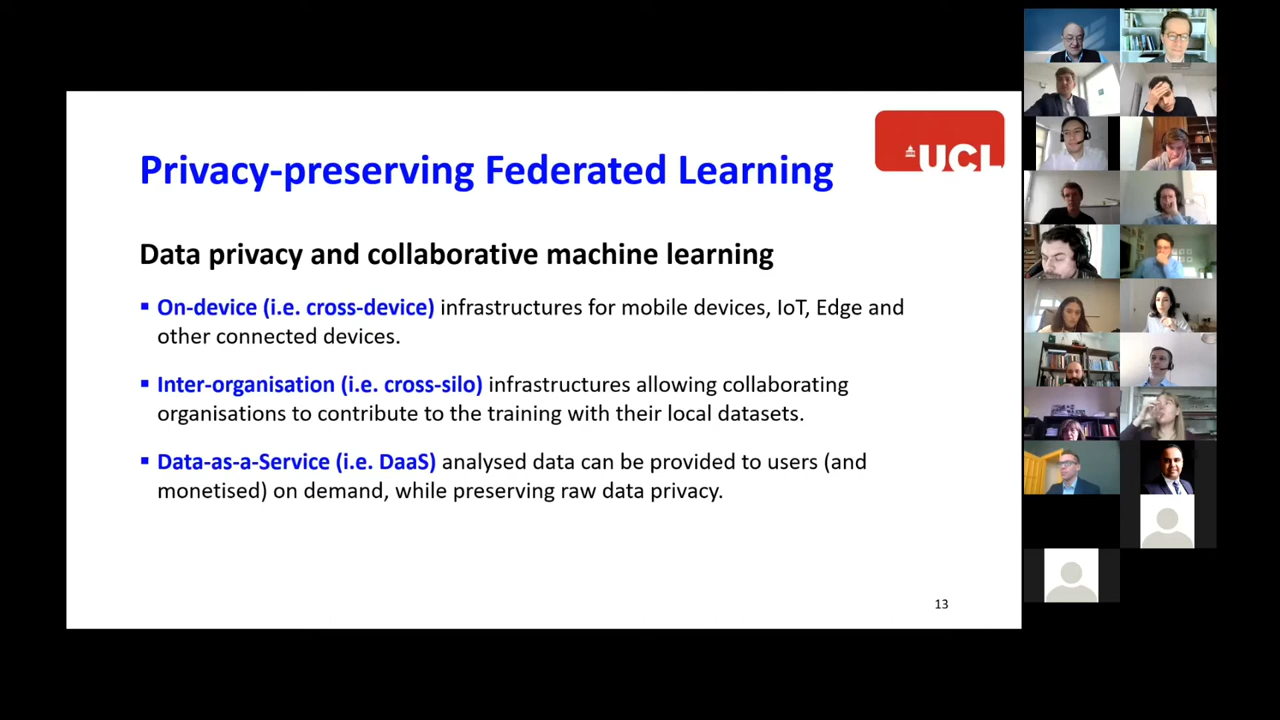 UCL
Privacy-preserving Federated Learning
Data privacy and collaborative machine learning
▪ On-device (i.e. cross-device) infrastructures for mobile devices, IoT, Edge and
other connected devices.
▪ Inter-organisation (i.e. cross-silo) infrastructures allowing collaborating
organisations to contribute to the training with their local datasets.
▪ Data-as-a-Service (i.e. DaaS) analysed data can be provided to users (and
monetised) on demand, while preserving raw data privacy.
13